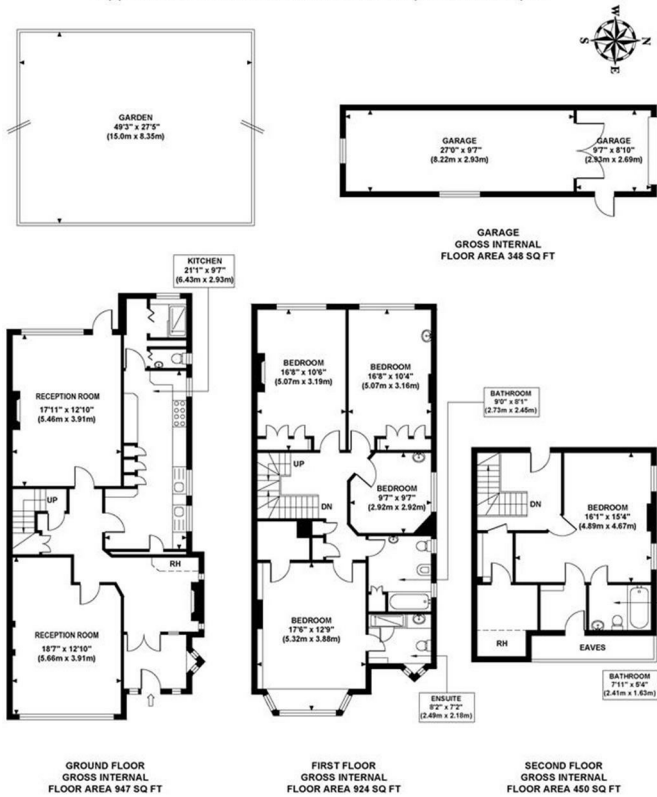 W
N
S
E
GARDEN
49'3" x 27'5"
(15.0m x 8.35m)
GARAGE
27'0" x 9'7"
(8.22m x 2.93m)
GARAGE
9'7" x 8'10"
(2.93m x 2.69m)
GARAGE
GROSS INTERNAL
FLOOR AREA 348 SQ FT
KITCHEN
21'1" x 9'7"
(6.43m x 2.93m)
RECEPTION ROOM
17'11" x 12'10"
(5.46m x 3.91m)
UP
RH
RECEPTION ROOM
18'7" x 12'10"
(5.66m x 3.91m)
GROUND FLOOR
GROSS INTERNAL
FLOOR AREA 947 SQ FT
BEDROOM
16'8" x 10'6"
(5.07m x 3.19m)
BEDROOM
16'8" x 10'4"
(5.07m x 3.16m)
BATHROOM
9'0" x 8'1"
(2.73m x 2.45m)
UP
DN
BEDROOM
9'7" x 9'7"
(2.92m x 2.92m)
BEDROOM
17'6" x 12'9"
(5.32m x 3.88m)
ENSUITE
8'2" x 7'2"
(2.49m x 2.18m)
FIRST FLOOR
GROSS INTERNAL
FLOOR AREA 924 SQ FT
DN
BEDROOM
16'1" x 15'4"
(4.89m x 4.67m)
RH
EAVES
BATHROOM
7'11" x 5'4"
(2.41m x 1.63m)
SECOND FLOOR
GROSS INTERNAL
FLOOR AREA 450 SQ FT